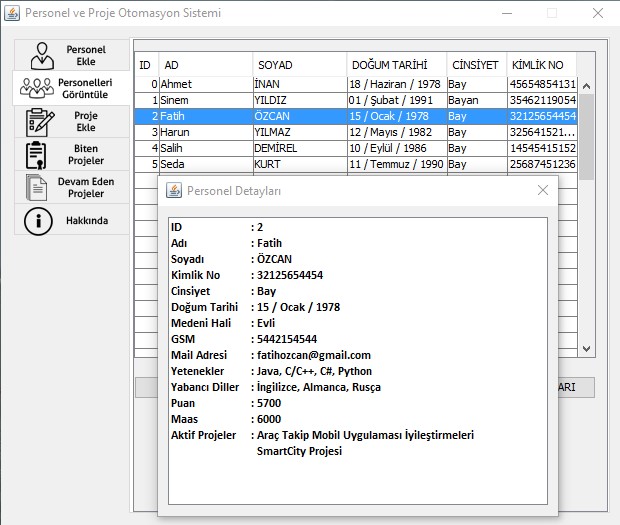 Personel ve Proje Otomasyon Sistemi
Personel
Ekle
Personelleri
Görüntüle
Proje
Ekle
Biten
Projeler
Devam Eden
Projeler
Hakkında
ID AD SOYAD DOĞUM TARİHİ CİNSİYET KİMLİK NO
0 Ahmet İNAN 18 / Haziran / 1978 Bay 45654854131
1 Sinem YILDIZ 01 / Şubat / 1991 Bayan 35462119054
2 Fatih ÖZCAN 15 / Ocak / 1978 Bay 32125654454
3 Harun YILMAZ 12 / Mayıs / 1982 Bay 325641521...
4 Salih DEMİREL 10 / Eylül / 1986 Bay 14545415152
5 Seda KURT 11 / Temmuz / 1990 Bay 25687451236
Personel Detayları
ID : 2
Adı : Fatih
Soyadı : ÖZCAN
Kimlik No : 32125654454
Cinsiyet : Bay
Doğum Tarihi : 15 / Ocak / 1978
Medeni Hali : Evli
GSM : 5442154544
Mail Adresi : fatihozcan@gmail.com
Yetenekler : Java, C/C++, C#, Python
Yabancı Diller : İngilizce, Almanca, Rusça
Puan : 5700
Maas : 6000
Aktif Projeler : Araç Takip Mobil Uygulaması İyileştirmeleri
SmartCity Projesi